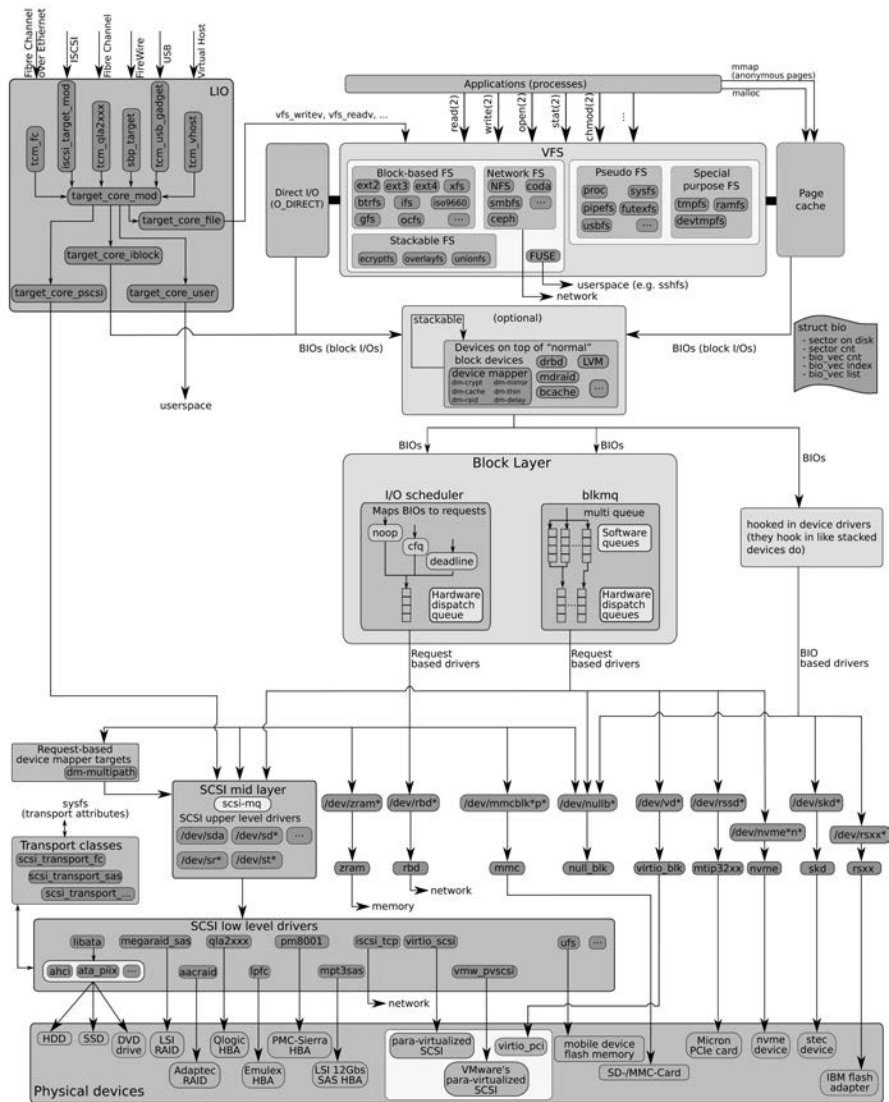 Fibre Channel
over Ethernet
ISCSI
Fibre Channel
FireWire
USB
Virtual Host
LIO
tcm_fc
iscsi_target_mod
tcm_qla2xxx
sbp_target
tcm_usb_gadget
tcm_vhost
target_core_mod
target_core_file
target_core_iblock
target_core_pscsi
target_core_user
userspace
vfs_writev, vfs_readv, ...
Applications (processes)
mmap
(anonymous pages)
malloc
read(2)
write(2)
open(2)
stat(2)
chmod(2)
...
VFS
Direct I/O
(O_DIRECT)
Block-based FS
ext2 ext3 ext4 xfs
btrfs ifs iso9660
gfs ocfs ...
Network FS
NFS coda
smbfs ...
ceph
Pseudo FS
proc sysfs
pipefs futexfs
usbfs ...
Special
purpose FS
tmpfs ramfs
devtmpfs
Page
cache
Stackable FS
ecryptfs overlayfs unionfs
FUSE
userspace (e.g. sshfs)
network
BIOs (block I/Os)
BIOs (block I/Os)
(optional)
stackable
Devices on top of “normal”
block devices
drbd LVM
device mapper
dm-crypt dm-mirror
dm-cache dm-thin
dm-raid dm-delay
mdraid
bcache
...
struct bio
- sector on disk
- sector cnt
- bio_vec cnt
- bio_vec index
- bio_vec list
BIOs
BIOs
BIOs
Block Layer
I/O scheduler
Maps BIOs to requests
noop
cfq
deadline
Hardware
dispatch
queue
blkmq
multi queue
Software
queues
Hardware
dispatch
queues
hooked in device drivers
(they hook in like stacked
devices do)
Request
based drivers
Request
based drivers
BIO
based drivers
Request-based
device mapper targets
dm-multipath
sysfs
(transport attributes)
Transport classes
scsi_transport_fc
scsi_transport_sas
scsi_transport_...
SCSI mid layer
scsi-mq
SCSI upper level drivers
/dev/sda /dev/sd* ...
/dev/sr* /dev/st*
/dev/zram*
/dev/rbd*
/dev/mmcblk*p*
/dev/nullb*
/dev/vd*
/dev/rssd*
/dev/skd*
/dev/nvme*n*
/dev/rsxx*
zram
rbd
mmc
null_blk
virtio_blk
mtip32xx
nvme
skd
rsxx
network
memory
SCSI low level drivers
libata
megaraid_sas
qla2xxx
pm8001
iscsi_tcp
virtio_scsi
ufs
...
ahci
ata_piix
...
aacraid
lpfc
mpt3sas
vmw_pvscsi
network
HDD
SSD
DVD
drive
LSI
RAID
Adaptec
RAID
Qlogic
HBA
Emulex
HBA
PMC-Sierra
HBA
LSI 12Gbs
SAS HBA
para-virtualized
SCSI
VMware's
para-virtualized
SCSI
virtio_pci
mobile device
flash memory
SD-/MMC-Card
Micron
PCIe card
nvme
device
stec
device
IBM flash
adapter
Physical devices